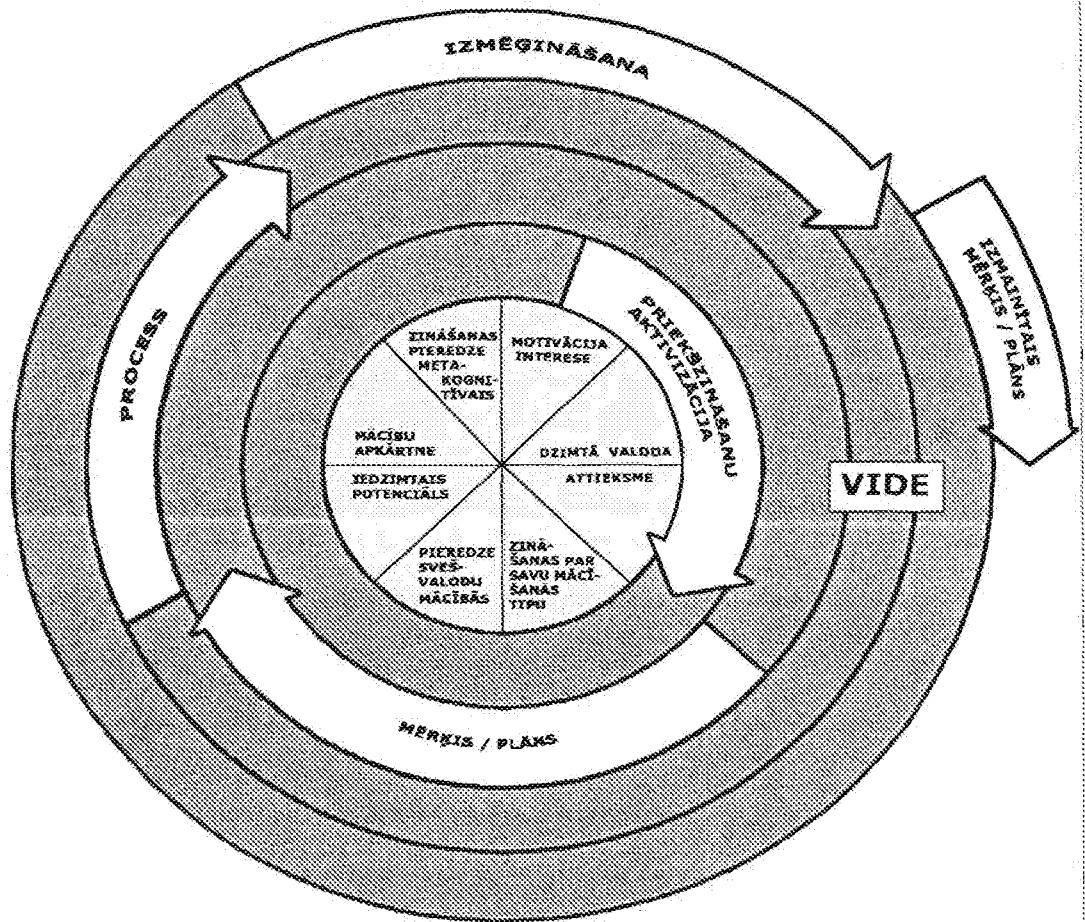 IZMĒĢINĀŠANA
IZMAINĪTAIS
MĒRĶIS / PLĀNS
PROCESS
PRIEKŠZINĀŠANU
AKTIVIZĀCIJA
ZINĀŠANAS
PIEREDZE
META-
KOGNI-
TĪVAIS
MOTIVĀCIJA
INTERESE
MĀCĪBU
APKĀRTNE
DZIMTĀ VALODA
IEDZIMTAIS
POTENCIĀLS
ATTIEKSME
VIDE
PIEREDZE
SVEŠ-
VALODU
MĀCĪBĀS
ZINĀ-
ŠANAS PAR
SAVU MĀCĪ-
ŠANAS
TIPU
MĒRĶIS / PLĀNS